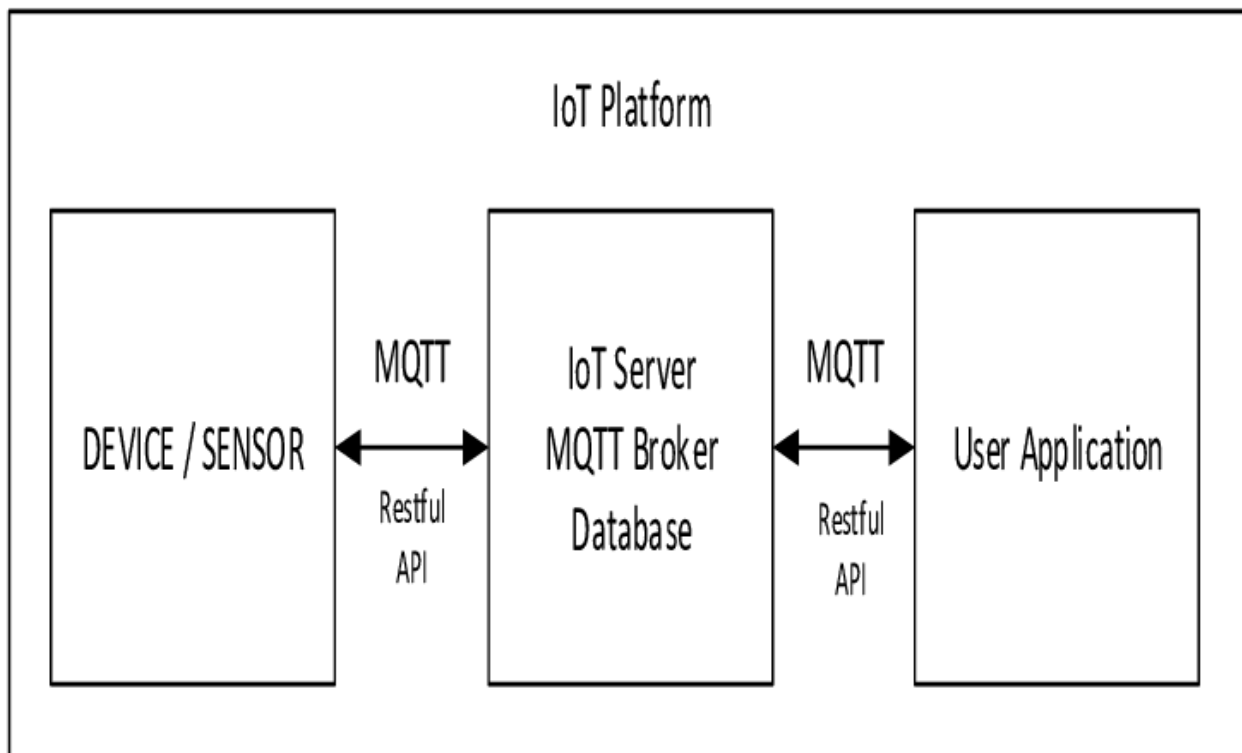 IoT Platform
DEVICE / SENSOR
MQTT
Restful
API
IoT Server
MQTT Broker
Database
MQTT
Restful
API
User Application